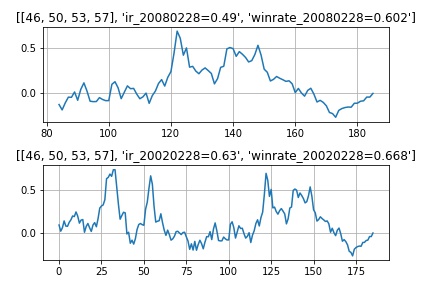 [[46, 50, 53, 57], 'ir_20080228=0.49', 'winrate_20080228=0.602']
0.5
0.0
80 100 120 140 160 180
[[46, 50, 53, 57], 'ir_20020228=0.63', 'winrate_20020228=0.668']
0.5
0.0
0 25 50 75 100 125 150 175